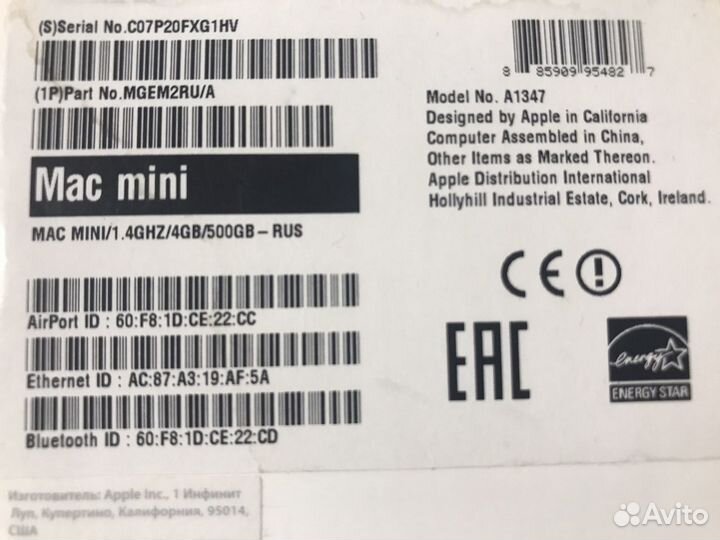 (S)Serial No.C07P20FXG1HV
(1P)Part No.MGEM2RU/A
Mac mini
MAC MINI/1.4GHZ/4GB/500GB – RUS
AirPort ID : 60:F8:1D:CE:22:CC
Ethernet ID : AC:87:A3:19:AF:5A
Bluetooth ID : 60:F8:1D:CE:22:CD
8 85909 95482 7
Model No. A1347
Designed by Apple in California
Computer Assembled in China,
Other Items as Marked Thereon.
Apple Distribution International
Hollyhill Industrial Estate, Cork, Ireland.
CE
EAC
energy
ENERGY STAR
Изготовитель: Apple Inc., 1 Инфинит
Луп, Купертино, Калифорния, 95014,
США
Avito